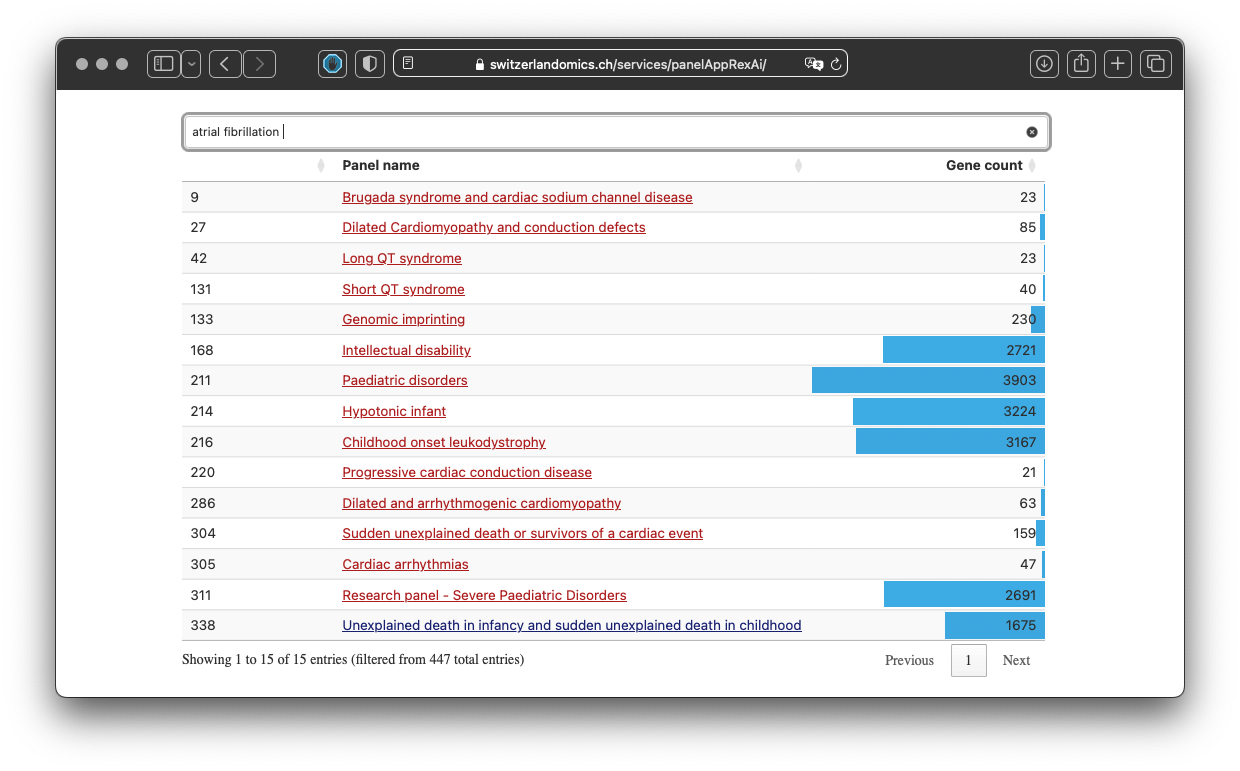 switzerlandomics.ch/services/panelAppRexAi/
atrial fibrillation
Panel name Gene count
9 Brugada syndrome and cardiac sodium channel disease 23
27 Dilated Cardiomyopathy and conduction defects 85
42 Long QT syndrome 23
131 Short QT syndrome 40
133 Genomic imprinting 230
168 Intellectual disability 2721
211 Paediatric disorders 3903
214 Hypotonic infant 3224
216 Childhood onset leukodystrophy 3167
220 Progressive cardiac conduction disease 21
286 Dilated and arrhythmogenic cardiomyopathy 63
304 Sudden unexplained death or survivors of a cardiac event 159
305 Cardiac arrhythmias 47
311 Research panel - Severe Paediatric Disorders 2691
338 Unexplained death in infancy and sudden unexplained death in childhood 1675
Showing 1 to 15 of 15 entries (filtered from 447 total entries) Previous 1 Next